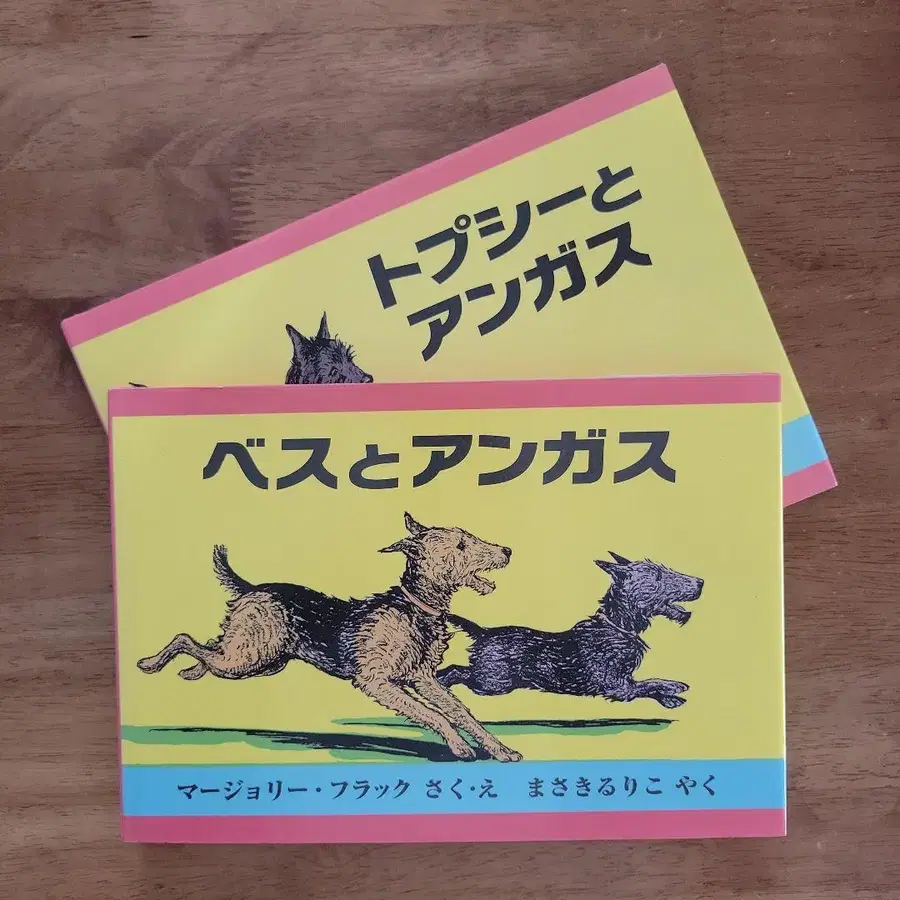 トプシーと
アンガス
ベスとアンガス
マージョリー・フラック さく・え　まさきるりこ やく